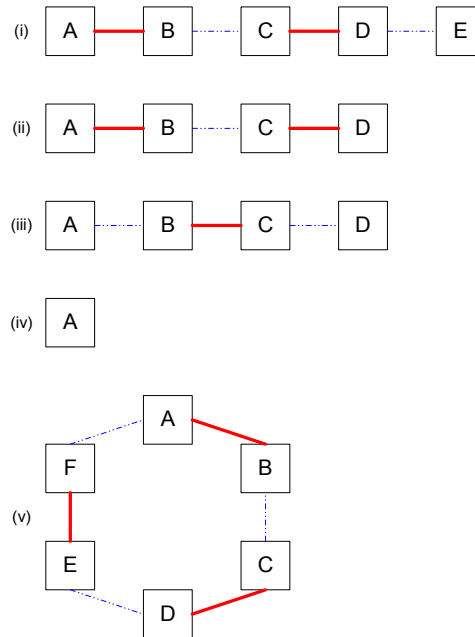 (i) A B C D E
(ii) A B C D
(iii) A B C D
(iv) A
A
F B
(v)
E C
D